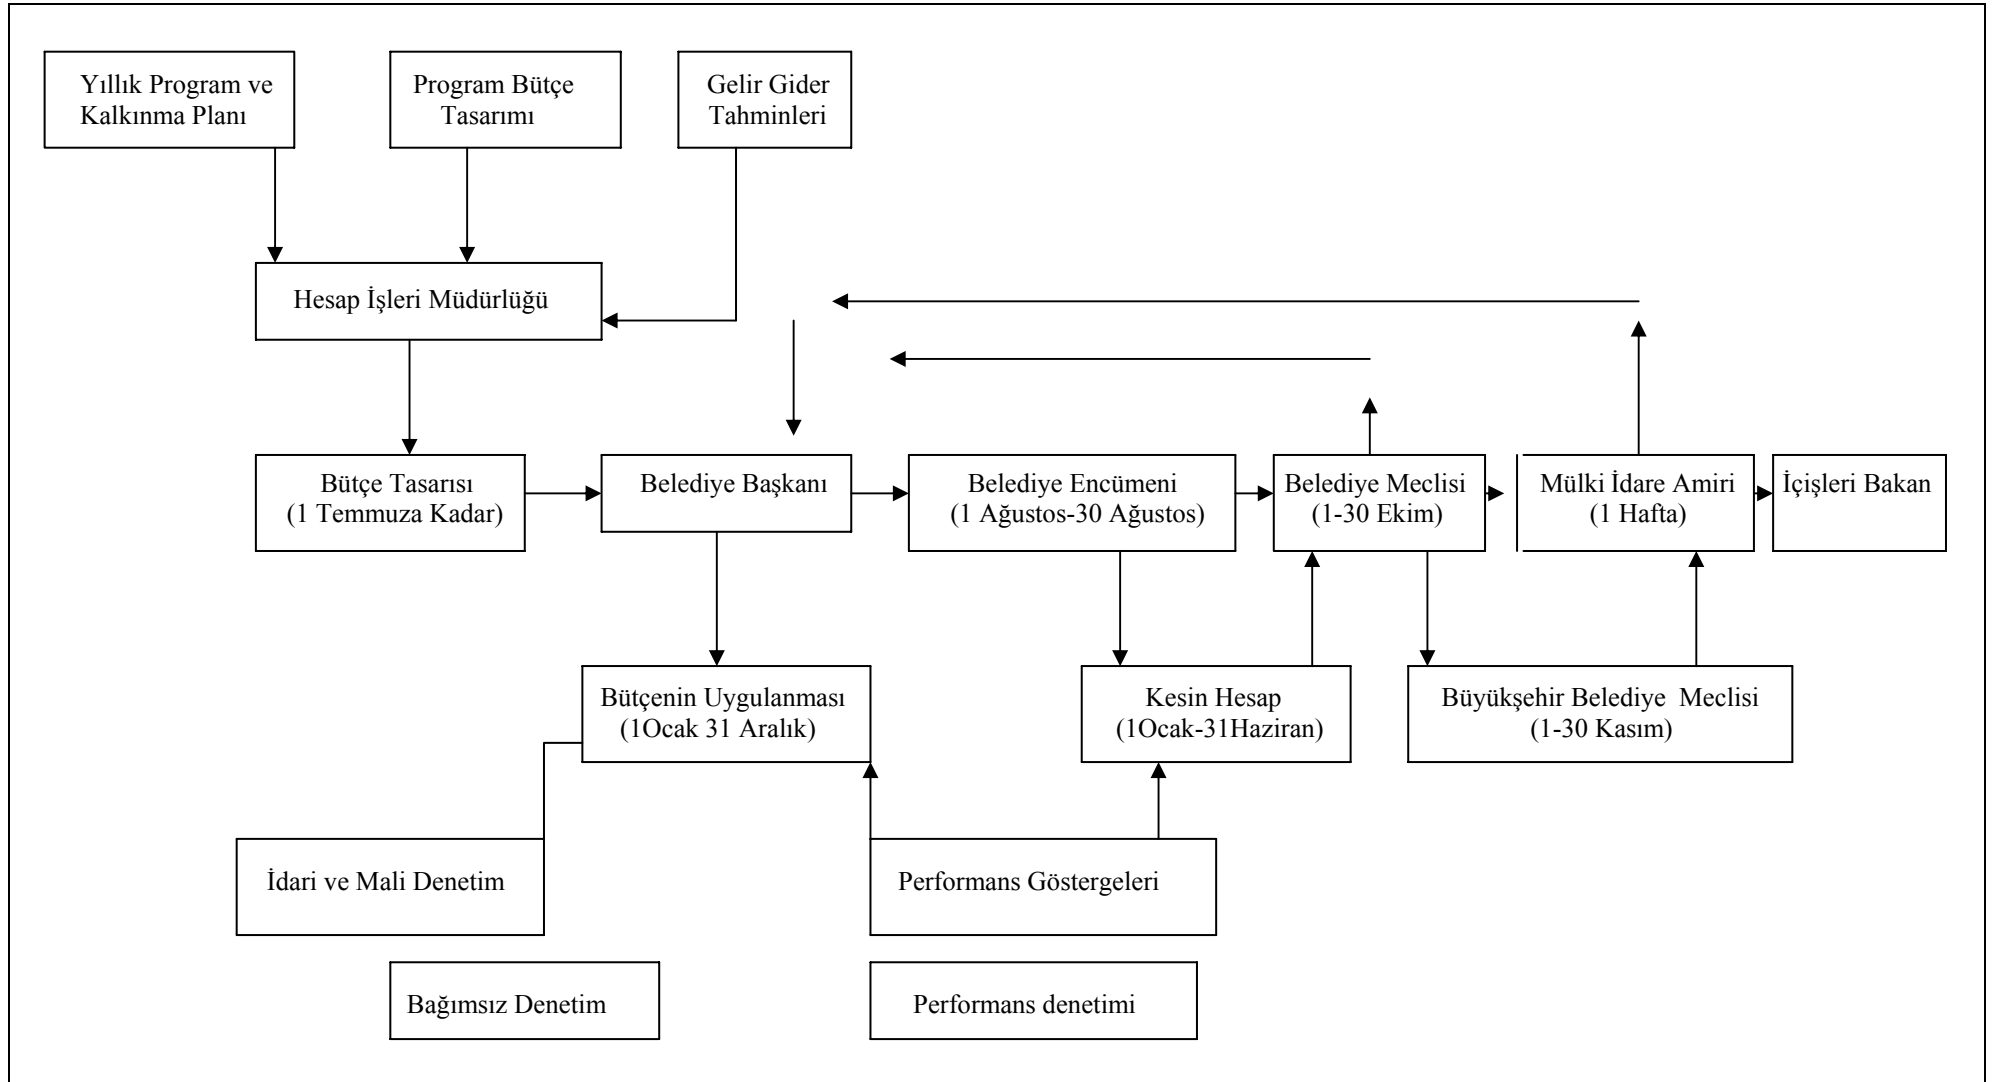 Yıllık Program ve
Kalkınma Planı
Program Bütçe
Tasarımı
Gelir Gider
Tahminleri
Hesap İşleri Müdürlüğü
Bütçe Tasarısı
(1 Temmuza Kadar)
Belediye Başkanı
Belediye Encümeni
(1 Ağustos-30 Ağustos)
Belediye Meclisi
(1-30 Ekim)
Mülki İdare Amiri
(1 Hafta)
İçişleri Bakan
Bütçenin Uygulanması
(1Ocak 31 Aralık)
Kesin Hesap
(1Ocak-31Haziran)
Büyükşehir Belediye Meclisi
(1-30 Kasım)
İdari ve Mali Denetim
Performans Göstergeleri
Bağımsız Denetim
Performans denetimi